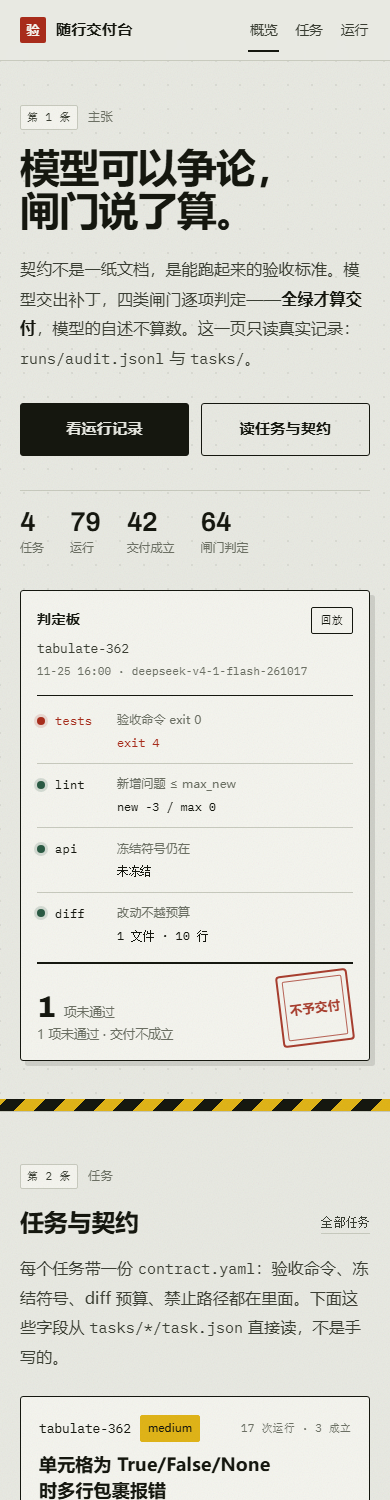 验 随行交付台 概览 任务 运行
第 1 条 主张
模型可以争论，
闸门说了算。
契约不是一纸文档，是能跑起来的验收标准。模
型交出补丁，四类闸门逐项判定——全绿才算交
付，模型的自述不算数。这一页只读真实记录：
runs/audit.jsonl 与 tasks/。
看运行记录 读任务与契约
4 79 42 64
任务 运行 交付成立 闸门判定
判定板 回放
tabulate-362
11-25 16:00 · deepseek-v4-1-flash-261017
tests 验收命令 exit 0
exit 4
lint 新增问题 ≤ max_new
new -3 / max 0
api 冻结符号仍在
未冻结
diff 改动不越预算
1 文件 · 10 行
1 项未通过
1 项未通过 · 交付不成立
不予交付
第 2 条 任务
任务与契约 全部任务
每个任务带一份 contract.yaml：验收命令、冻
结符号、diff 预算、禁止路径都在里面。下面这
些字段从 tasks/*/task.json 直接读，不是手
写的。
tabulate-362 medium 17 次运行 · 3 成立
单元格为 True/False/None
时多行包裹报错